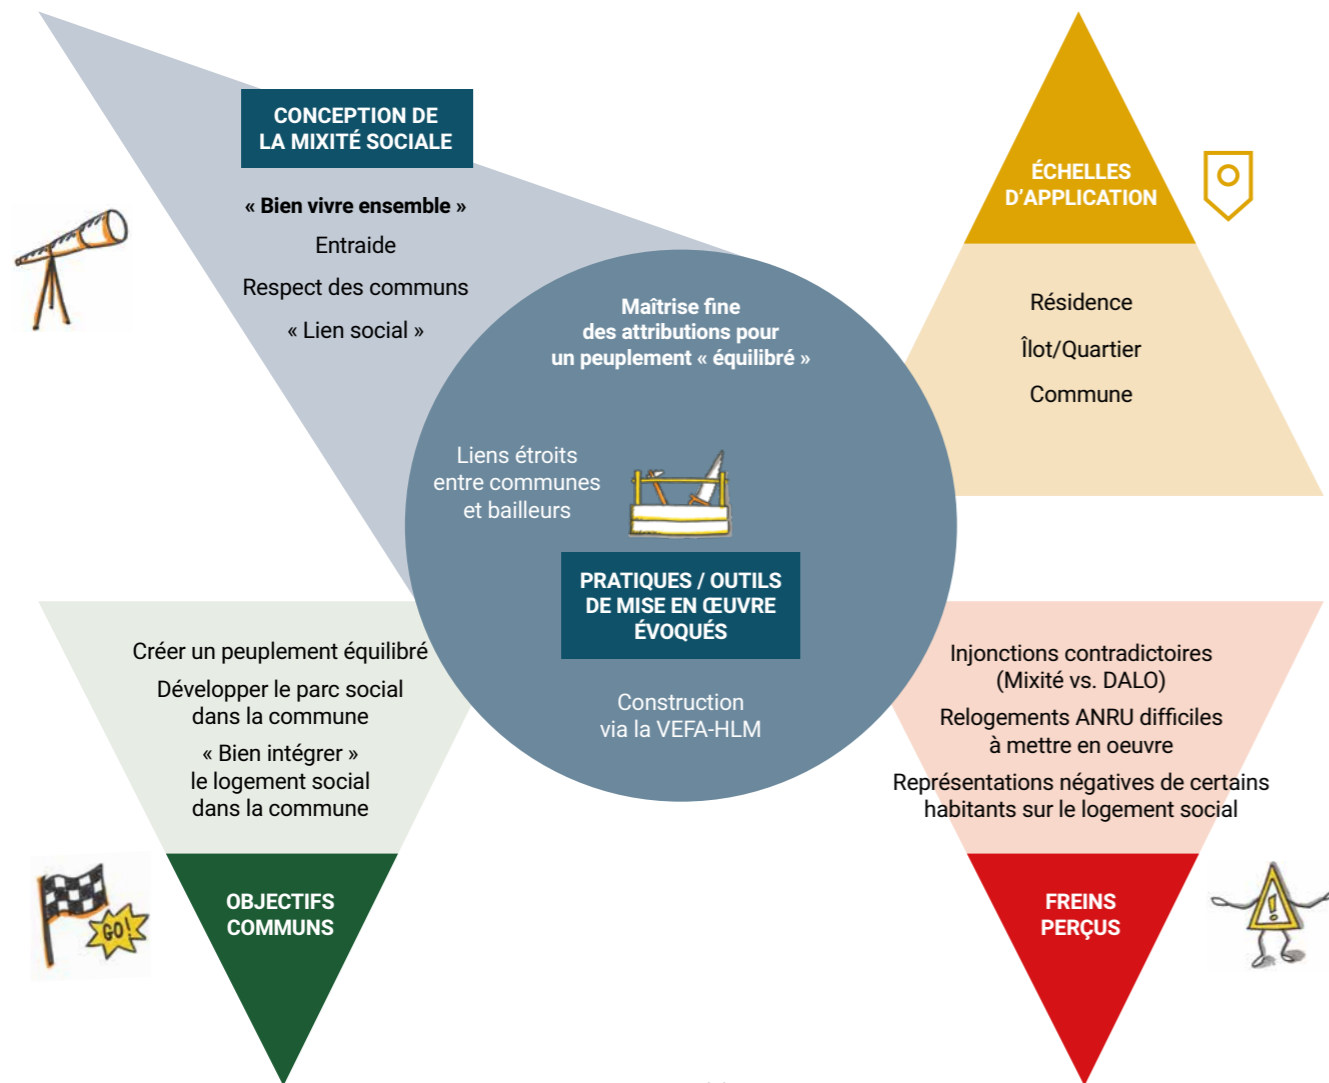 CONCEPTION DE
LA MIXITÉ SOCIALE
« Bien vivre ensemble »
Entraide
Respect des communs
« Lien social »
ÉCHELLES
D’APPLICATION
Résidence
Îlot/Quartier
Commune
Maîtrise fine
des attributions pour
un peuplement « équilibré »
Liens étroits
entre communes
et bailleurs
PRATIQUES / OUTILS
DE MISE EN ŒUVRE
ÉVOQUÉS
Construction
via la VEFA-HLM
Créer un peuplement équilibré
Développer le parc social
dans la commune
« Bien intégrer »
le logement social
dans la commune
OBJECTIFS
COMMUNS
GO!
Injonctions contradictoires
(Mixité vs. DALO)
Relogements ANRU difficiles
à mettre en oeuvre
Représentations négatives de certains
habitants sur le logement social
FREINS
PERÇUS
!